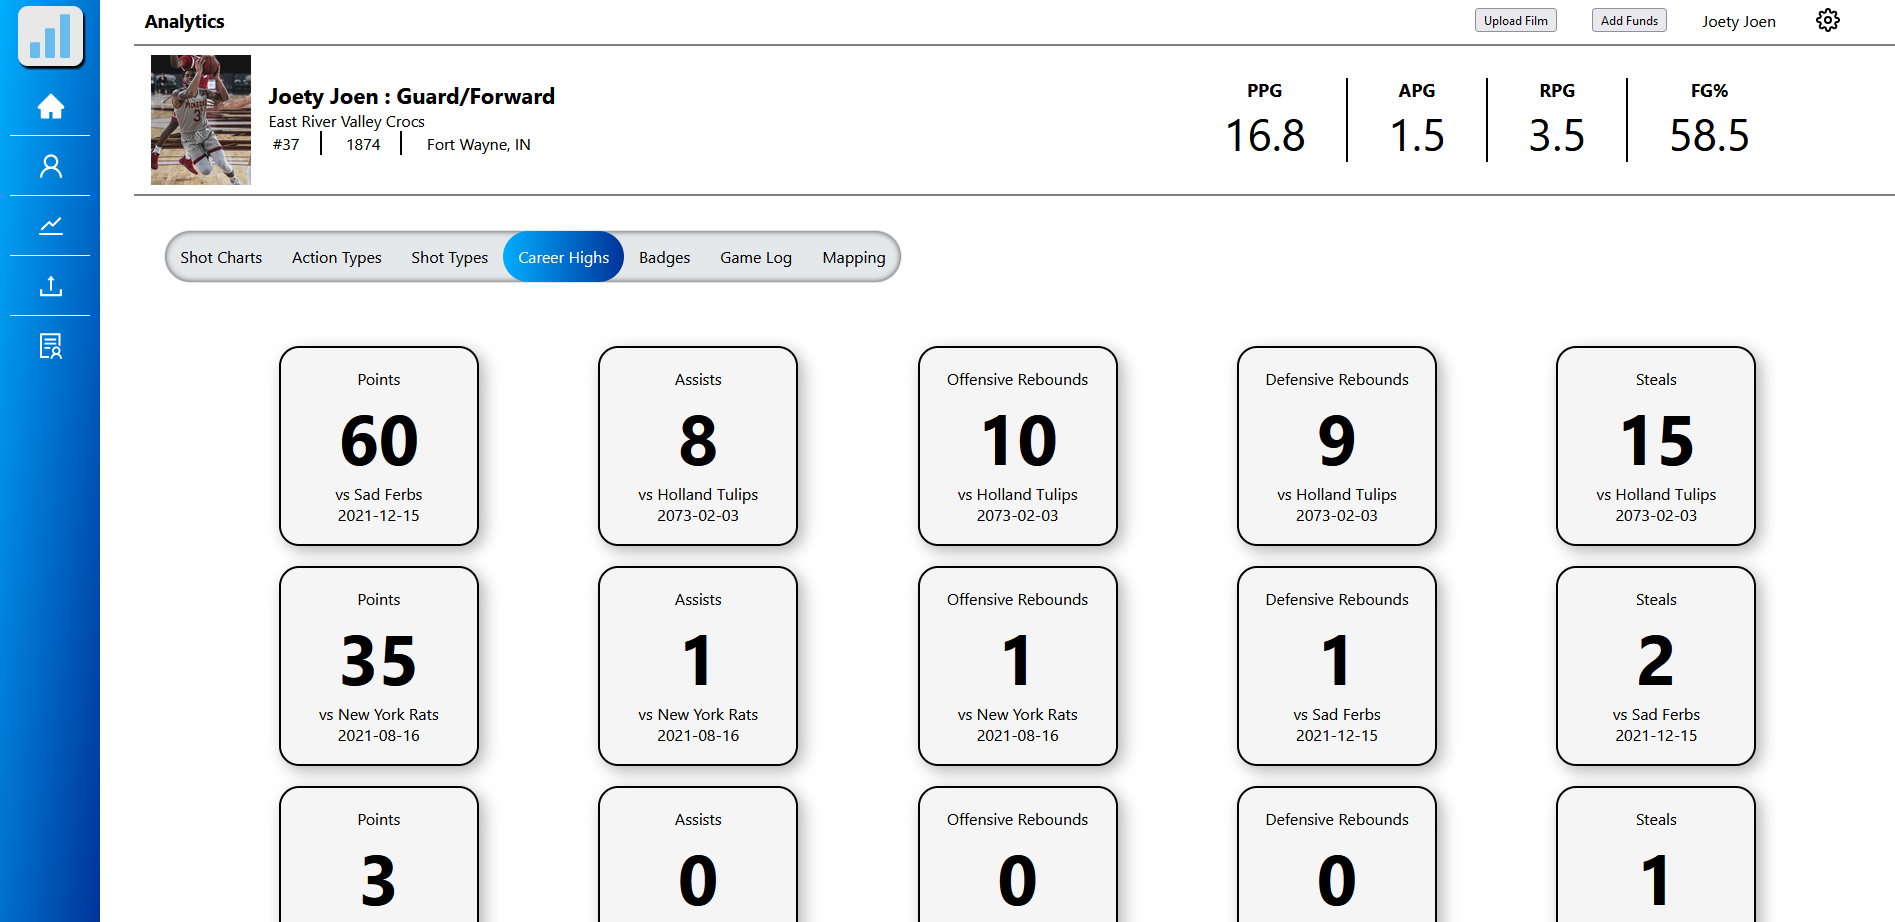 Analytics
Upload Film
Add Funds
Joety Joen
Joety Joen : Guard/Forward
East River Valley Crocs
#37 1874 Fort Wayne, IN
PPG APG RPG FG%
16.8 1.5 3.5 58.5
Shot Charts Action Types Shot Types Career Highs Badges Game Log Mapping
Points
60
vs Sad Ferbs
2021-12-15
Assists
8
vs Holland Tulips
2073-02-03
Offensive Rebounds
10
vs Holland Tulips
2073-02-03
Defensive Rebounds
9
vs Holland Tulips
2073-02-03
Steals
15
vs Holland Tulips
2073-02-03
Points
35
vs New York Rats
2021-08-16
Assists
1
vs New York Rats
2021-08-16
Offensive Rebounds
1
vs New York Rats
2021-08-16
Defensive Rebounds
1
vs Sad Ferbs
2021-12-15
Steals
2
vs Sad Ferbs
2021-12-15
Points
3
Assists
0
Offensive Rebounds
0
Defensive Rebounds
0
Steals
1